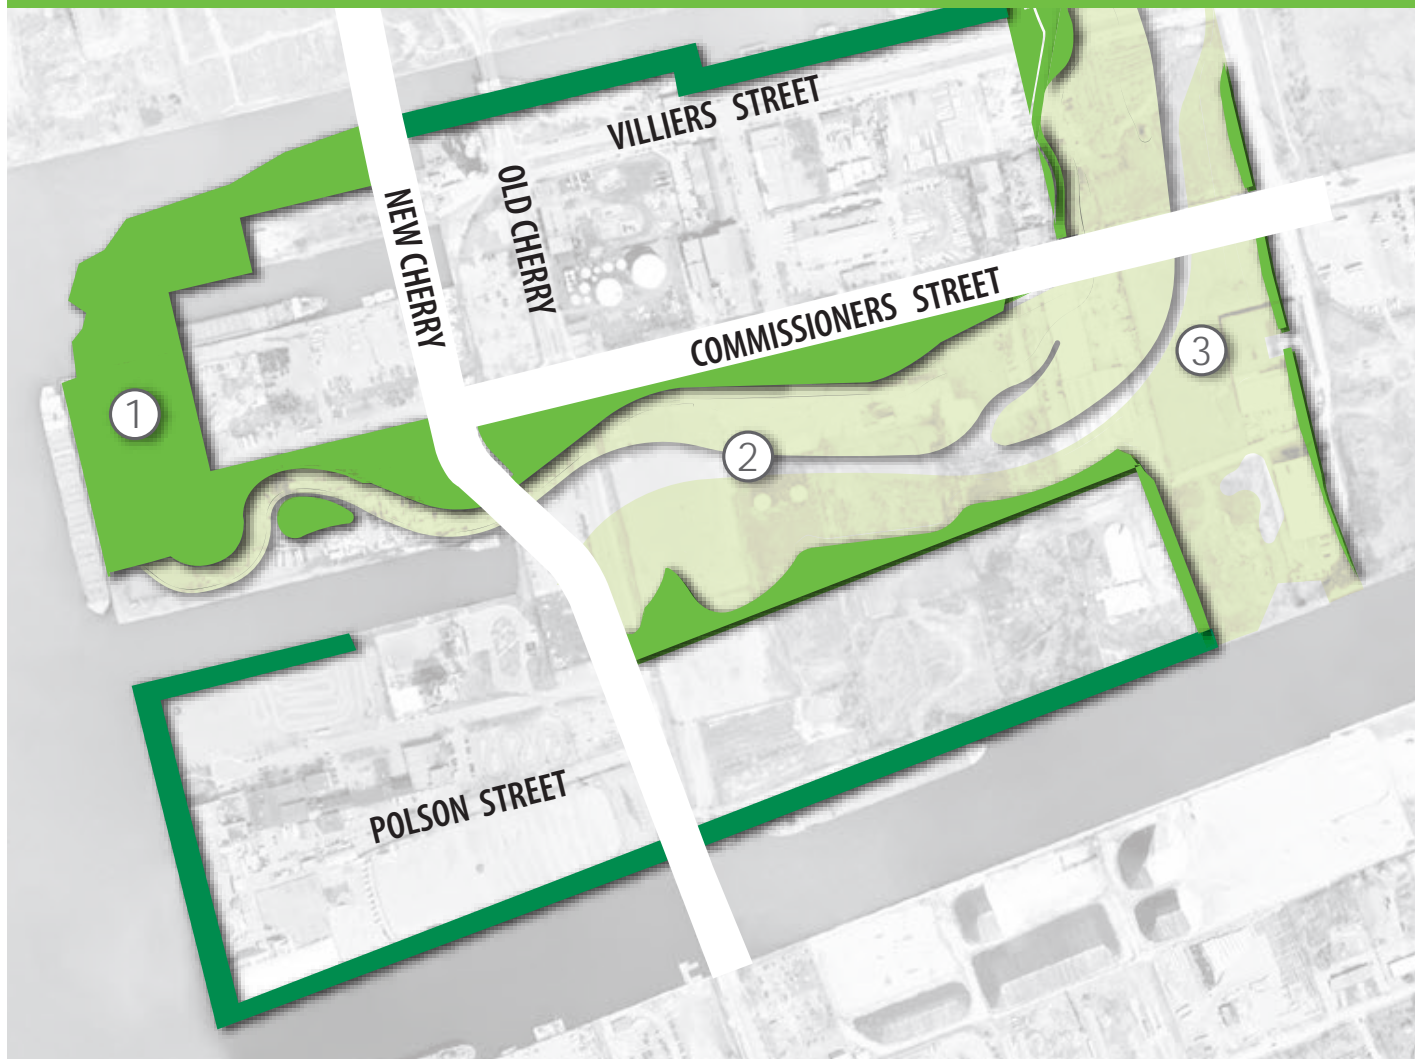 VILLIERS STREET
OLD CHERRY
NEW CHERRY
COMMISSIONERS STREET
3
1
2
POLSON STREET